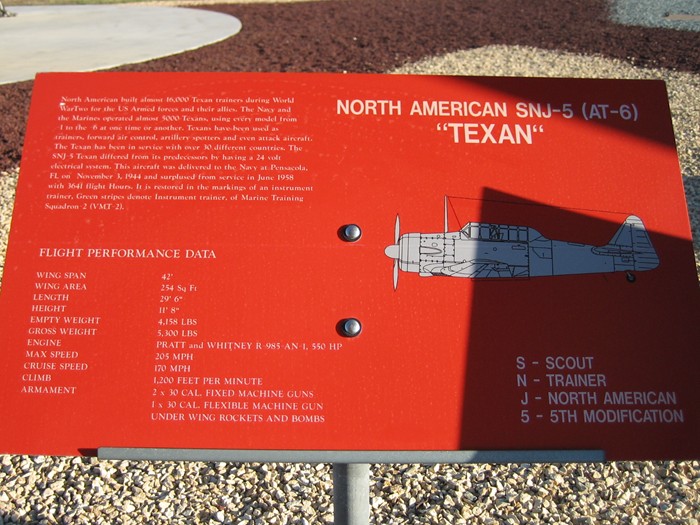 North American built almost 16,000 Texan trainers during World
WarTwo for the US Armed forces and their allies. The Navy and
the Marines operated almost 5000 Texans, using every model from
1 to the -6 at one time or another. Texans have been used as
trainers, forward air control, artillery spotters and even attack aircraft.
The Texan has been in service with over 30 different countries. The
SNJ-5 Texan differed from its predecessors by having a 24 volt
electrical system. This aircraft was delivered to the Navy at Pensacola,
FL on November 3, 1944 and surplused from service in June 1958
with 3641 flight Hours. It is restored in the markings of an instrument
trainer, Green stripes denote Instrument trainer, of Marine Training
Squadron-2 (VMT-2).
NORTH AMERICAN SNJ-5 (AT-6)
"TEXAN"
FLIGHT PERFORMANCE DATA
WING SPAN 42'
WING AREA 254 Sq Ft
LENGTH 29' 6"
HEIGHT 11' 8"
EMPTY WEIGHT 4,158 LBS
GROSS WEIGHT 5,300 LBS
ENGINE PRATT and WHITNEY R-985-AN-1, 550 HP
MAX SPEED 205 MPH
CRUISE SPEED 170 MPH
CLIMB 1,200 FEET PER MINUTE
ARMAMENT 2 x 30 CAL. FIXED MACHINE GUNS
1 x 30 CAL. FLEXIBLE MACHINE GUN
UNDER WING ROCKETS AND BOMBS
S - SCOUT
N - TRAINER
J - NORTH AMERICAN
5 - 5TH MODIFICATION